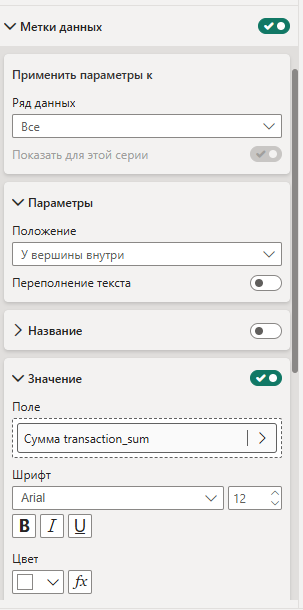 Метки данных
Применить параметры к
Ряд данных
Все
Показать для этой серии
Параметры
Положение
У вершины внутри
Переполнение текста
Название
Значение
Поле
Сумма transaction_sum
Шрифт
Arial 12
B I U
Цвет
fx